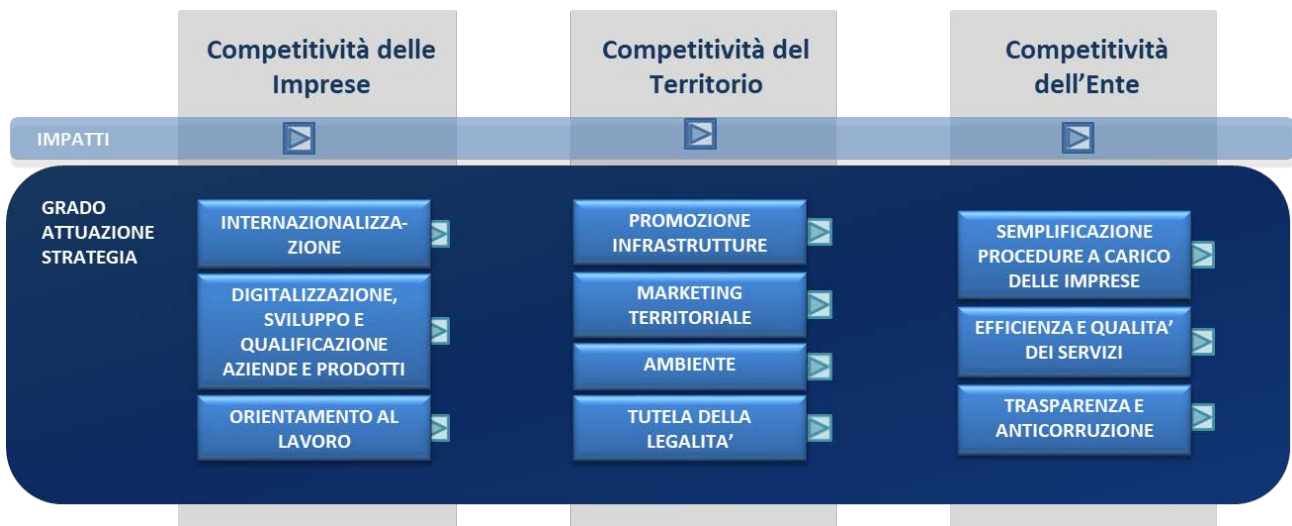 Competitività delle
Imprese
Competitività del
Territorio
Competitività
dell’Ente
IMPATTI
GRADO
ATTUAZIONE
STRATEGIA
INTERNAZIONALIZZA-
ZIONE
DIGITALIZZAZIONE,
SVILUPPO E
QUALIFICAZIONE
AZIENDE E PRODOTTI
ORIENTAMENTO AL
LAVORO
PROMOZIONE
INFRASTRUTTURE
MARKETING
TERRITORIALE
AMBIENTE
TUTELA DELLA
LEGALITA’
SEMPLIFICAZIONE
PROCEDURE A CARICO
DELLE IMPRESE
EFFICIENZA E QUALITA’
DEI SERVIZI
TRASPARENZA E
ANTICORRUZIONE